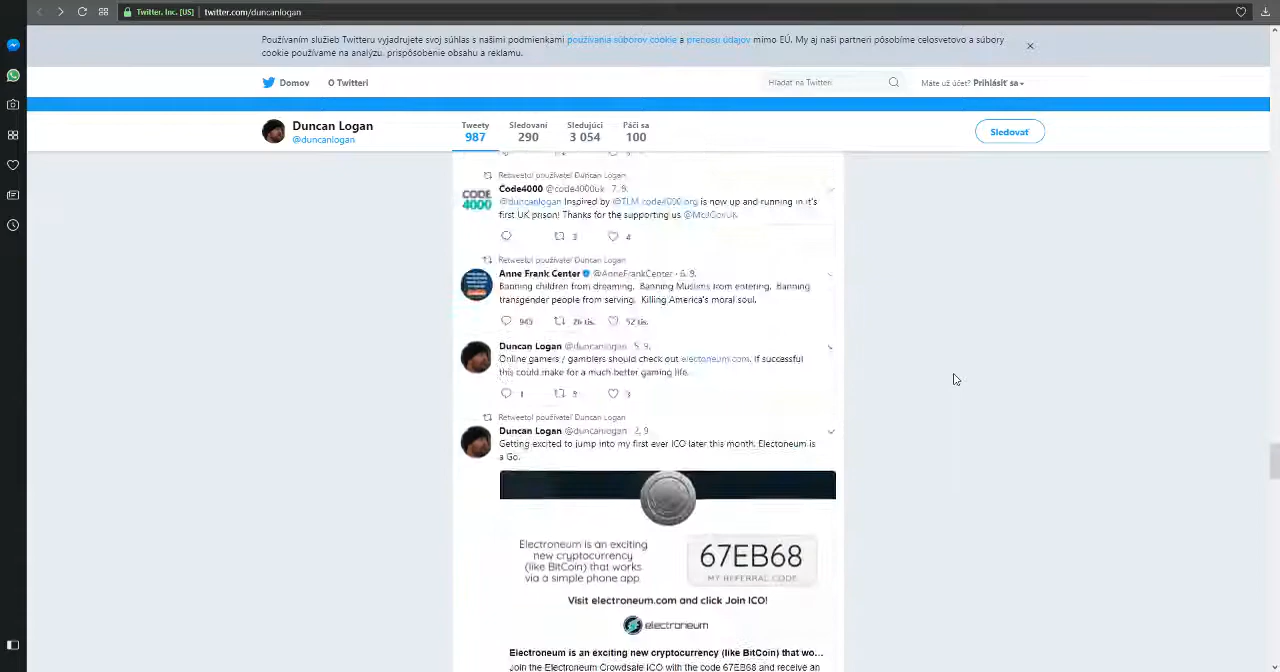 Twitter, Inc. [US] twitter.com/duncanlogan
Používaním služieb Twitteru vyjadrujete svoj súhlas s našimi podmienkami používania súborov cookie a prenosu údajov mimo EÚ. My aj naši partneri pôsobíme celosvetovo a súbory
cookie používame na analýzu, prispôsobenie obsahu a reklamu.
Domov O Twitteri
Hľadať na Twitteri
Máte už účet? Prihlásiť sa
Duncan Logan
@duncanlogan
Tweety Sledovaní Sledujúci Páči sa
987 290 3 054 100
Sledovať
Retweetol používateľ Duncan Logan
CODE
4000
Code4000 @code4000uk 7. 9.
@duncanlogan Inspired by @TLM code4000.org is now up and running in it's
first UK prison! Thanks for the supporting us @MoJGovUK
3 4
Retweetol používateľ Duncan Logan
Anne Frank Center @AnneFrankCenter · 5. 9.
Banning children from dreaming. Banning Muslims from entering. Banning
transgender people from serving. Killing America's moral soul.
943 26 tis. 52 tis.
Duncan Logan @duncanlogan 5. 9.
Online gamers / gamblers should check out electoneum.com. If successful
this could make for a much better gaming life.
1 3
Retweetol používateľ Duncan Logan
Duncan Logan @duncanlogan 2. 9.
Getting excited to jump into my first ever ICO later this month. Electoneum is
a Go.
Electroneum is an exciting
new cryptocurrency
(like BitCoin) that works
via a simple phone app.
67EB68
MY REFERRAL CODE
Visit electroneum.com and click Join ICO!
electroneum
Electroneum is an exciting new cryptocurrency (like BitCoin) that wo...
Join the Electroneum Crowdsale ICO with the code 67EB68 and receive an